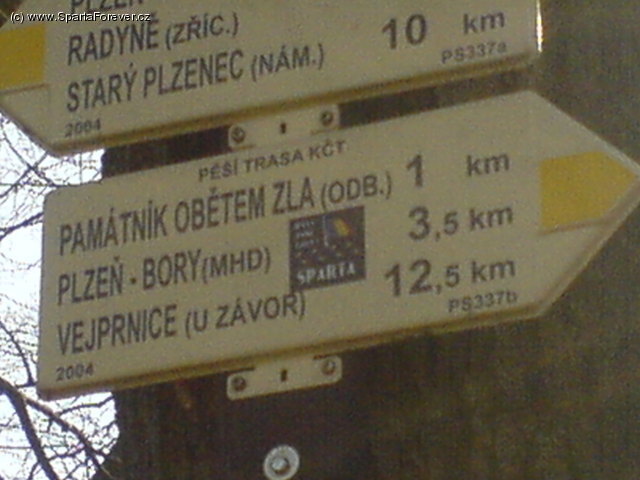 (c) www.SpartaForever.cz
PLZEŇ
RADYNĚ (ZŘÍC.) 10 km
STARÝ PLZENEC (NÁM.) PS337a
2004
PĚŠÍ TRASA KČT
PAMÁTNÍK OBĚTEM ZLA (ODB.) 1 km
PLZEŇ - BORY (MHD) 3,5 km
SPARTA
VEJPRNICE (U ZÁVOR) 12,5 km
PS337b
2004